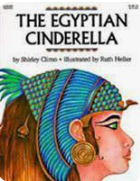 THE EGYPTIAN
CINDERELLA
by Shirley Climo • illustrated by Ruth Heller